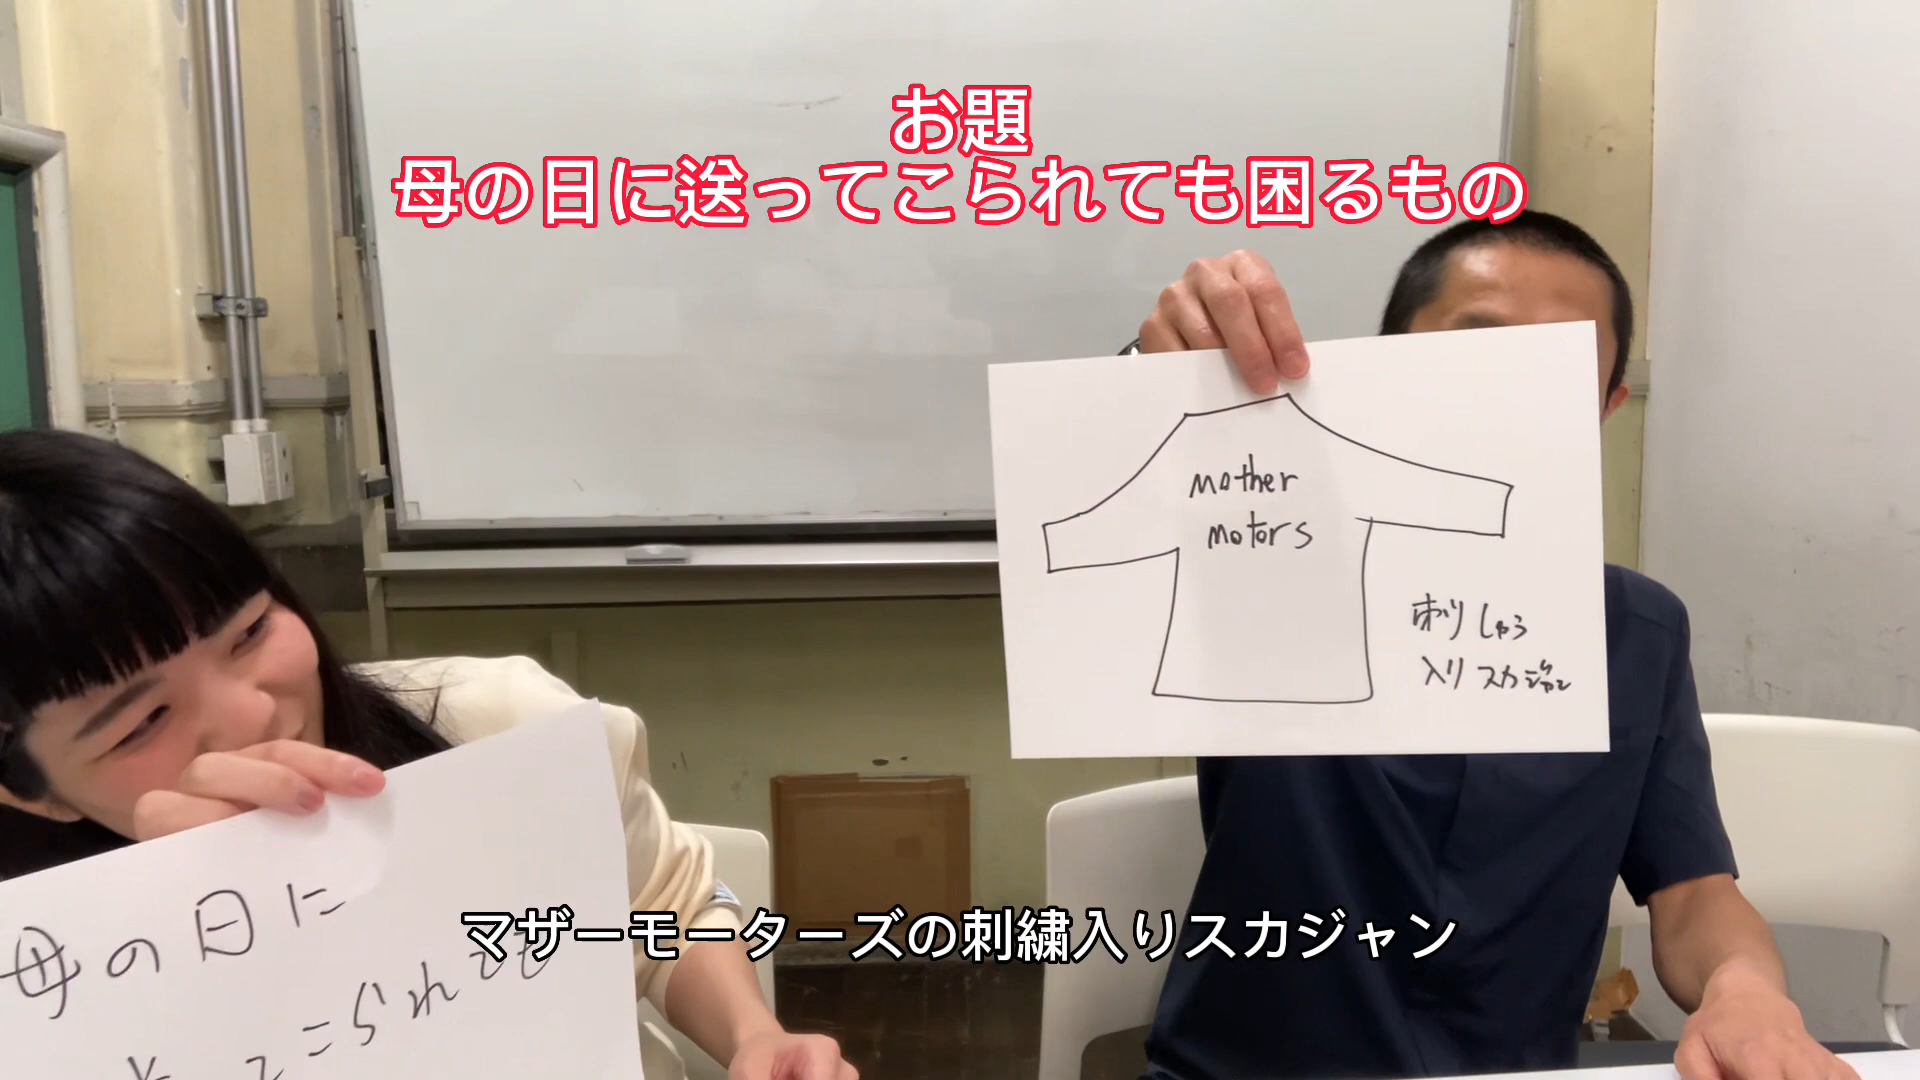 お題
母の日に送ってこられても困るもの
mother
motors
刺しゅう
入りスカジャン
母の日に
てこられても
マザーモーターズの刺繍入りスカジャン